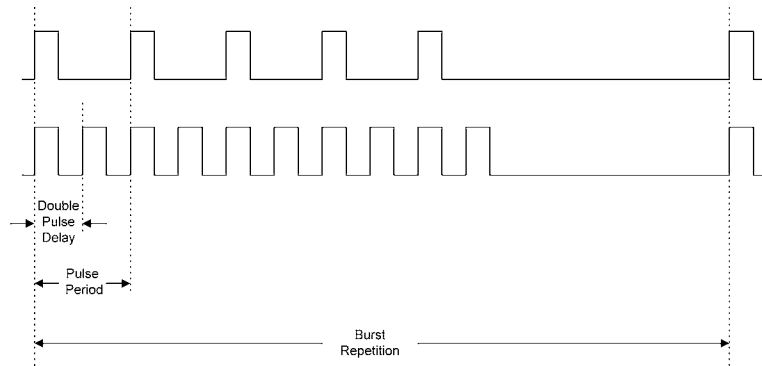 Double
Pulse
Delay
Pulse
Period
Burst
Repetition